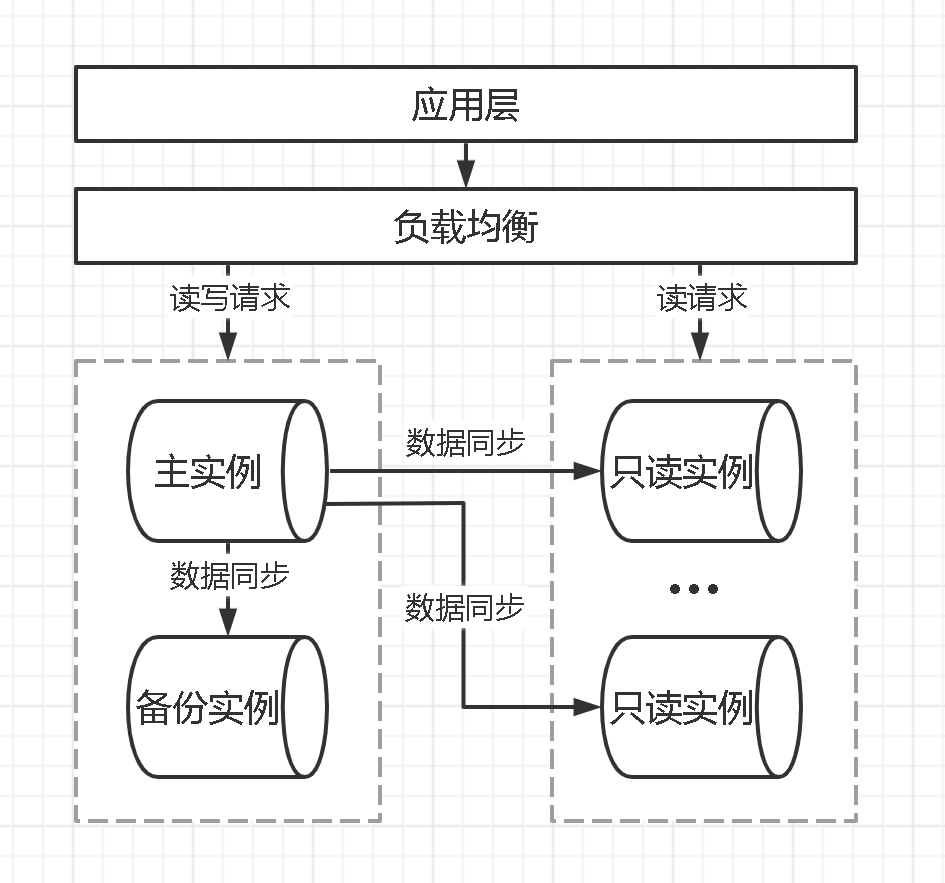 应用层
负载均衡
读写请求
读请求
数据同步
主实例
只读实例
数据同步
数据同步
备份实例
只读实例